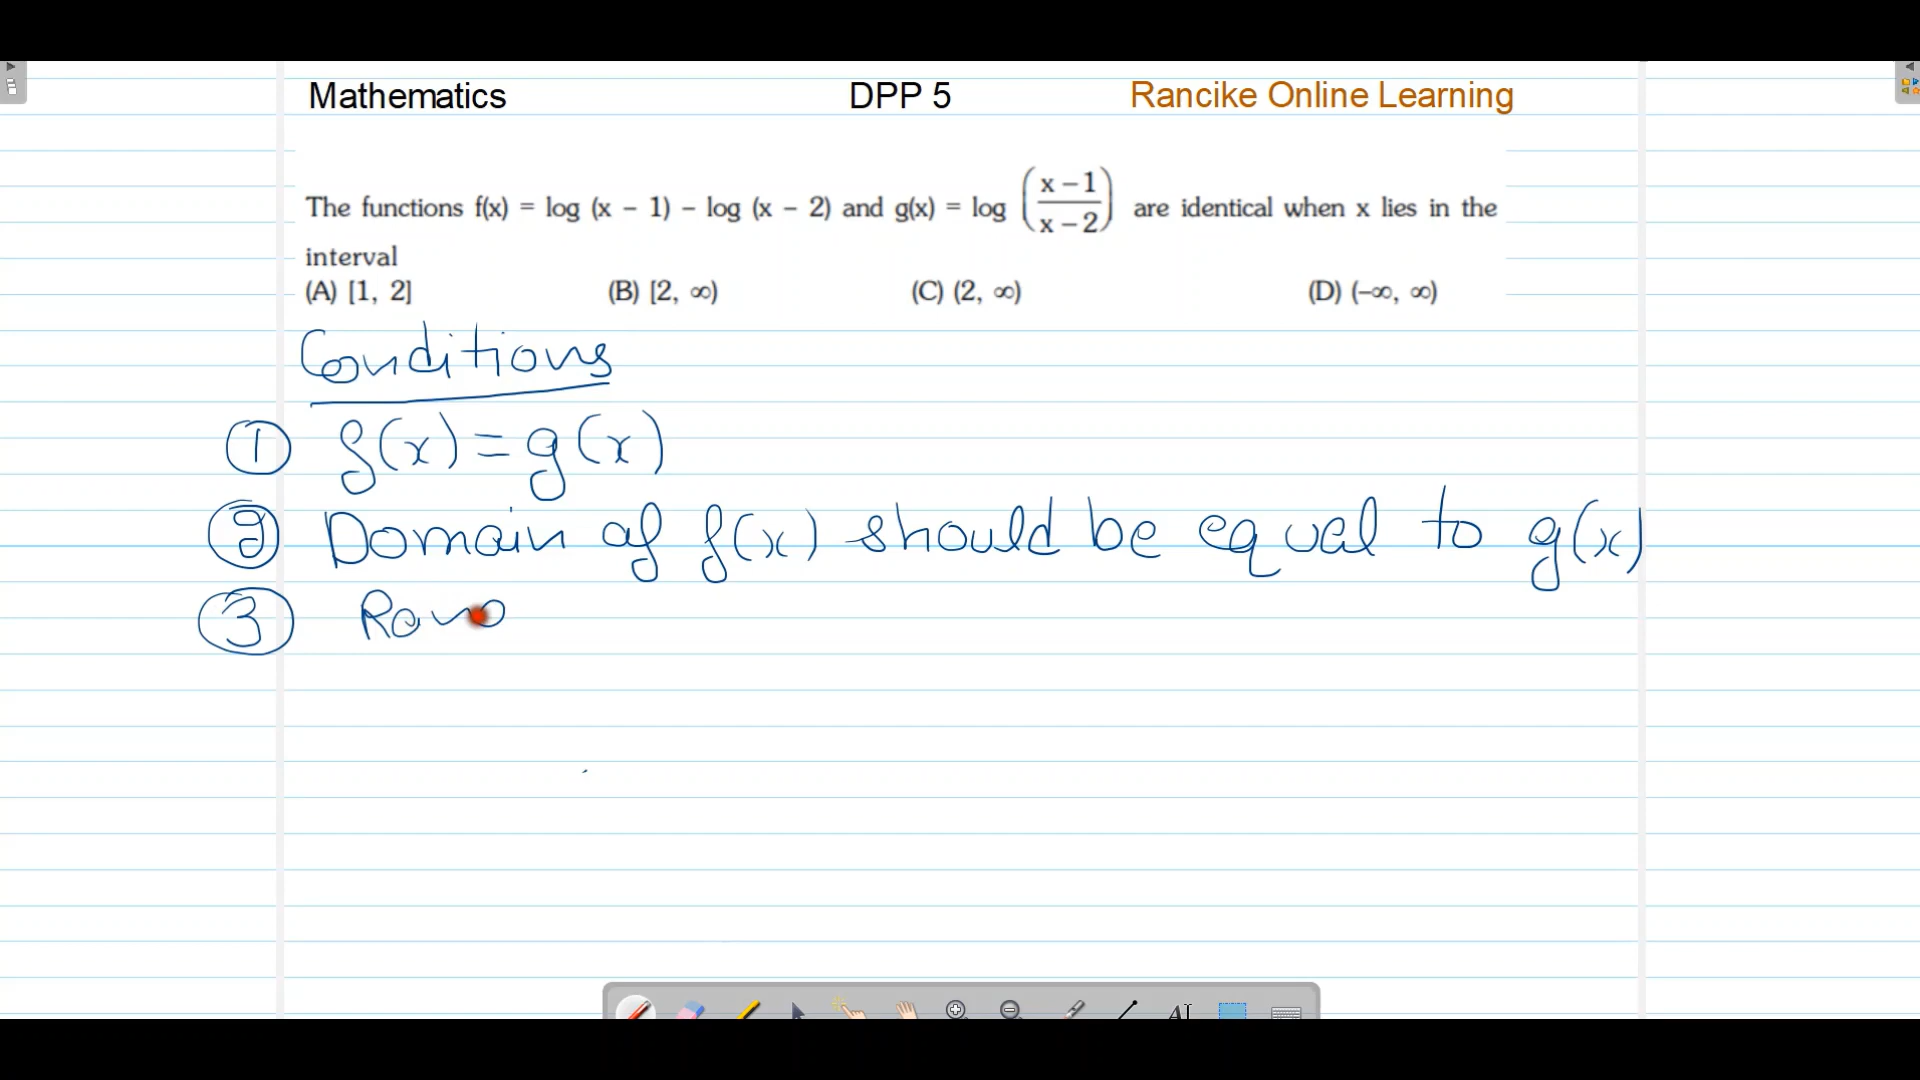 Mathematics DPP 5 Rancike Online Learning
The functions f(x) = log (x – 1) – log (x – 2) and g(x) = log ((x – 1)/(x – 2)) are identical when x lies in the
interval
(A) [1, 2] (B) [2, ∞) (C) (2, ∞) (D) (–∞, ∞)
Conditions
① f(x) = g(x)
② Domain of f(x) should be equal to g(x)
③